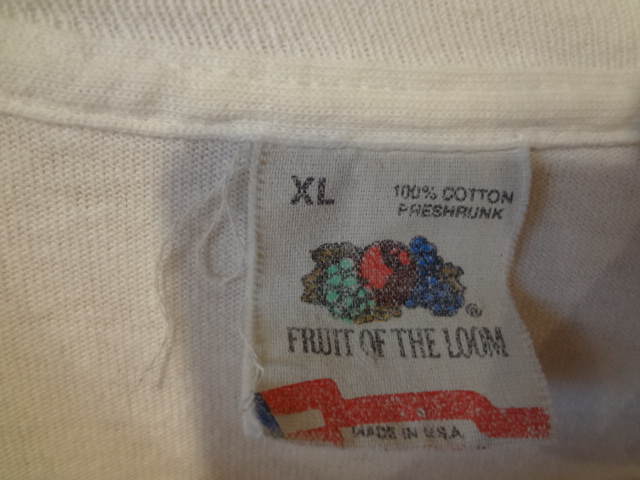 XL
100% COTTON
PRESHRUNK
®
FRUIT OF THE LOOM
MADE IN U.S.A.